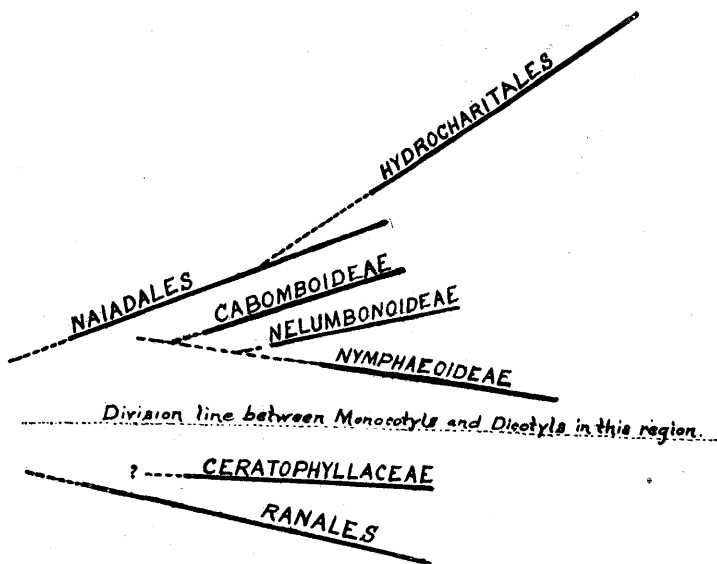 HYDROCHARITALES
NAIADALES
CABOMBOIDEAE
NELUMBONOIDEAE
NYMPHAEOIDEAE
Division line between Monocotyls and Dicotyls in this region.
? CERATOPHYLLACEAE
RANALES